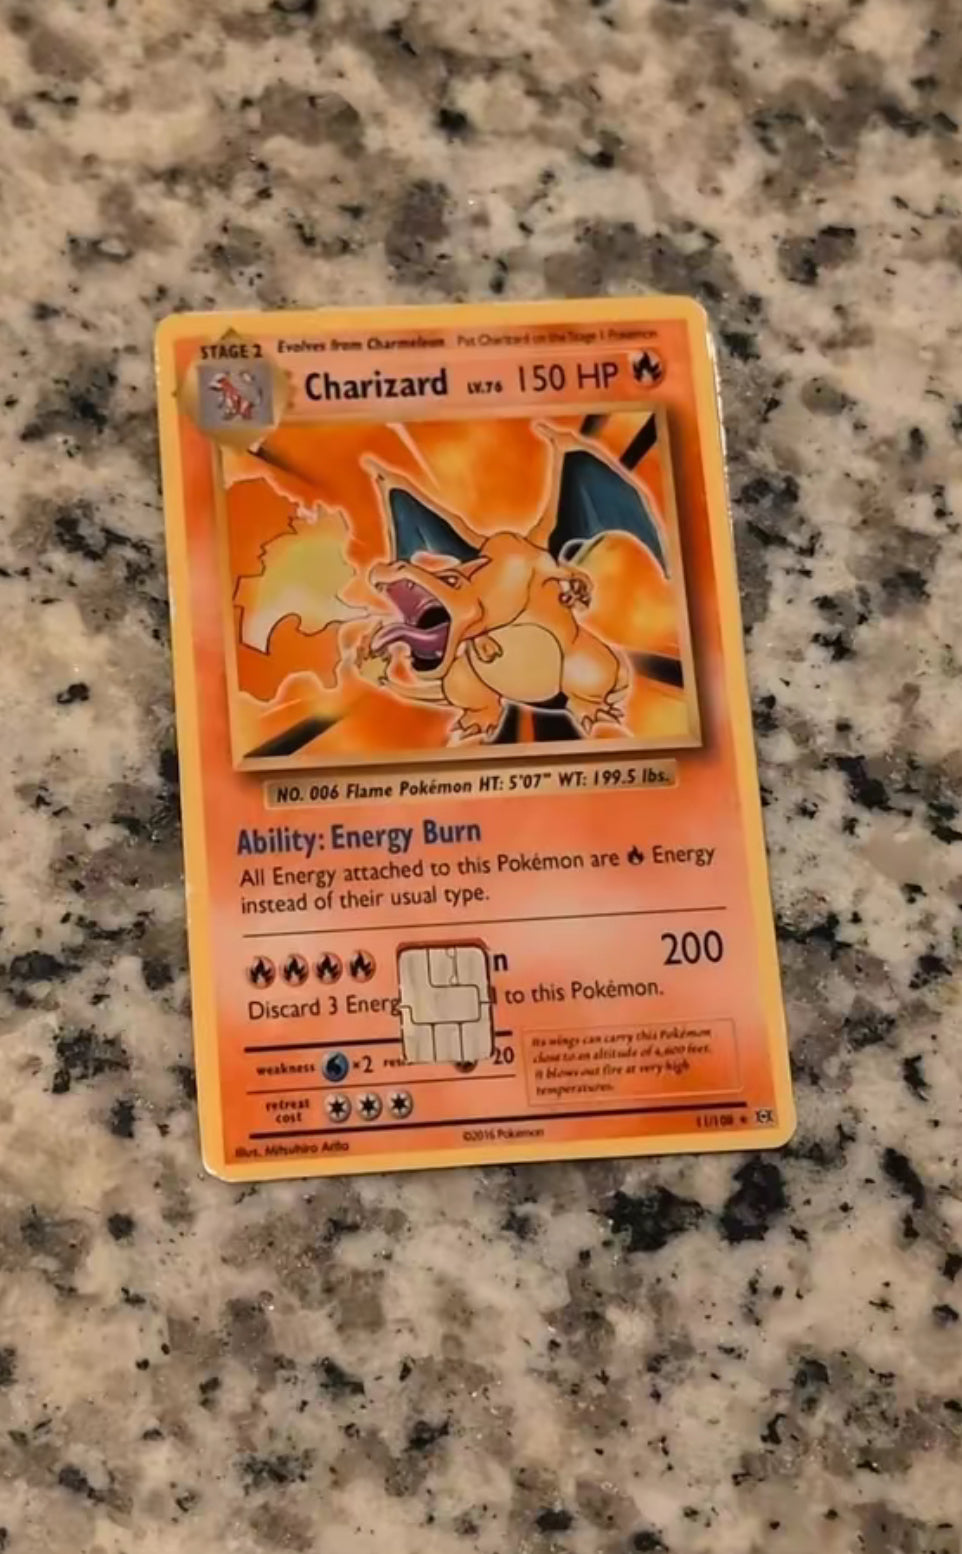 STAGE 2 Evolves from Charmeleon Put Charizard on the Stage 1 Pokémon
Charizard LV.76 150 HP
NO. 006 Flame Pokémon HT: 5'07" WT: 199.5 lbs.
Ability: Energy Burn
All Energy attached to this Pokémon are Energy
instead of their usual type.
n 200
Discard 3 Energ to this Pokémon.
weakness ×2 res 20
Its wings can carry this Pokémon
close to an altitude of 4,600 feet.
It blows out fire at very high
temperatures.
retreat
cost
11/108
Illus. Mitsuhiro Arita ©2016 Pokémon